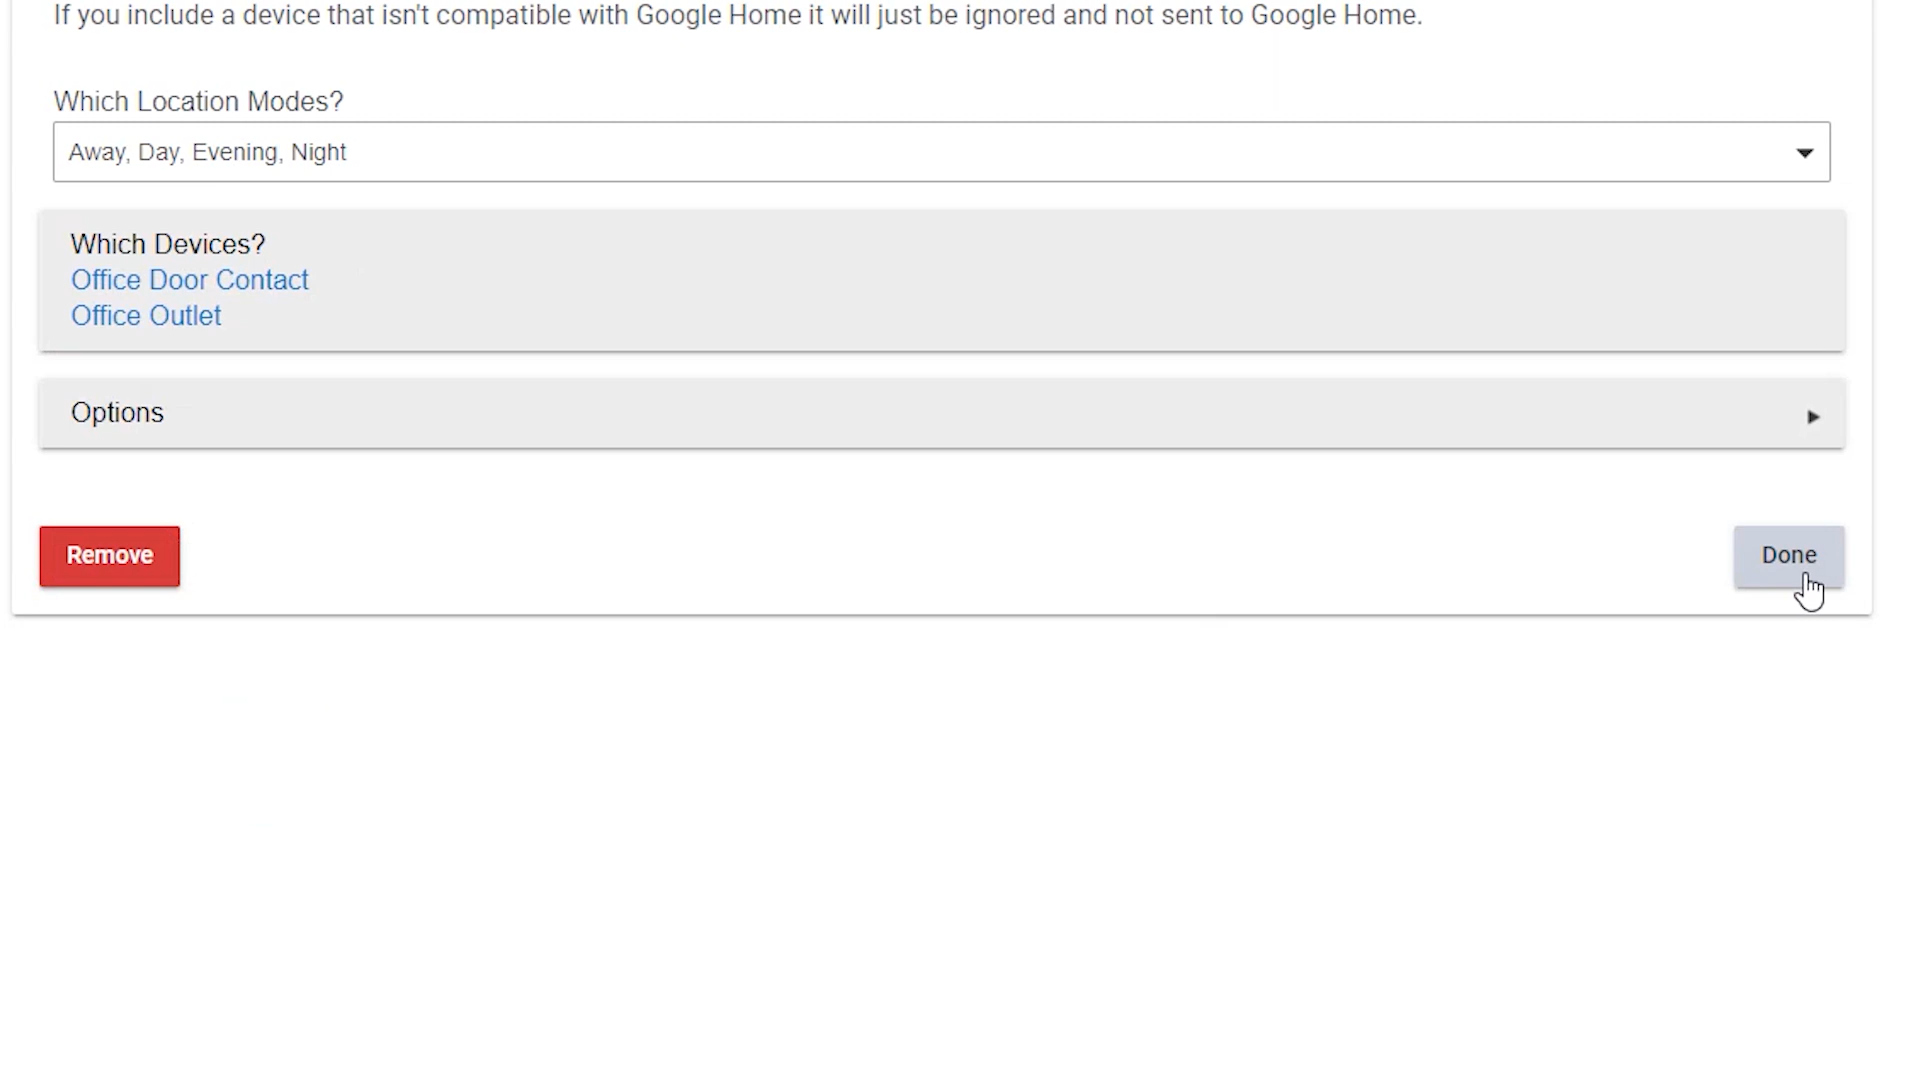 If you include a device that isn't compatible with Google Home it will just be ignored and not sent to Google Home.
Which Location Modes?
Away, Day, Evening, Night
Which Devices?
Office Door Contact
Office Outlet
Options
Remove
Done